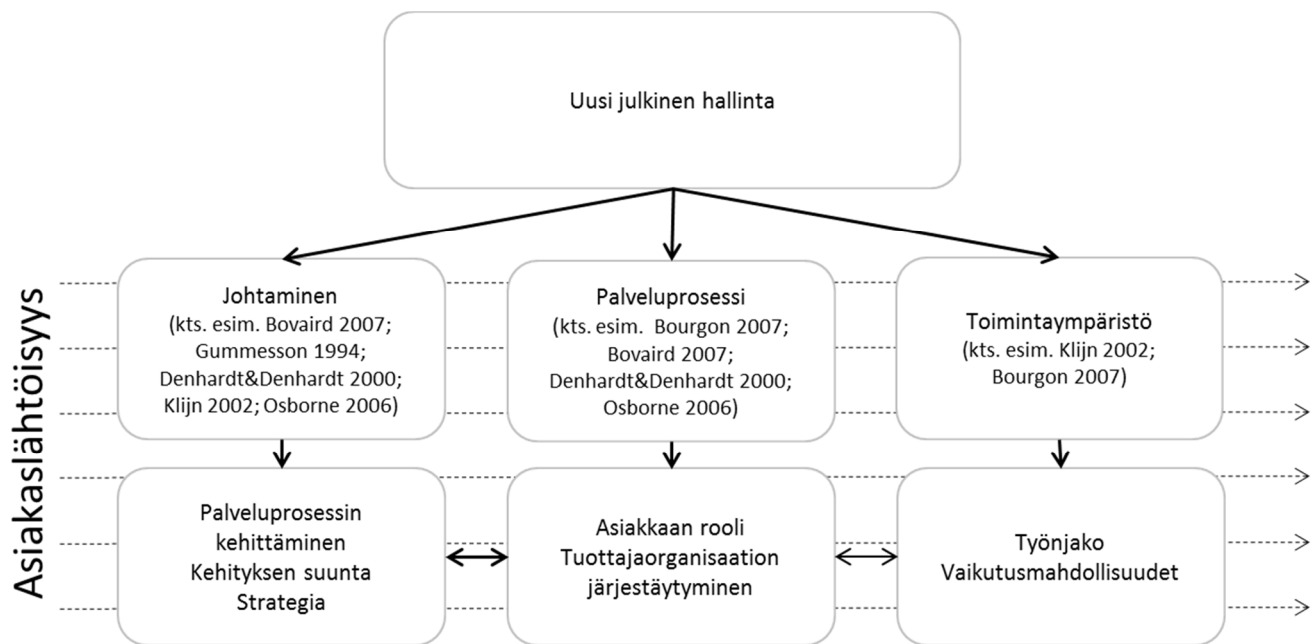 Uusi julkinen hallinta
Asiakaslähtöisyys
Johtaminen
(kts. esim. Bovaird 2007;
Gummesson 1994;
Denhardt&Denhardt 2000;
Klijn 2002; Osborne 2006)
Palveluprosessi
(kts. esim. Bourgon 2007;
Bovaird 2007;
Denhardt&Denhardt 2000;
Osborne 2006)
Toimintaympäristö
(kts. esim. Klijn 2002;
Bourgon 2007)
Palveluprosessin
kehittäminen
Kehityksen suunta
Strategia
Asiakkaan rooli
Tuottajaorganisaation
järjestäytyminen
Työnjako
Vaikutusmahdollisuudet